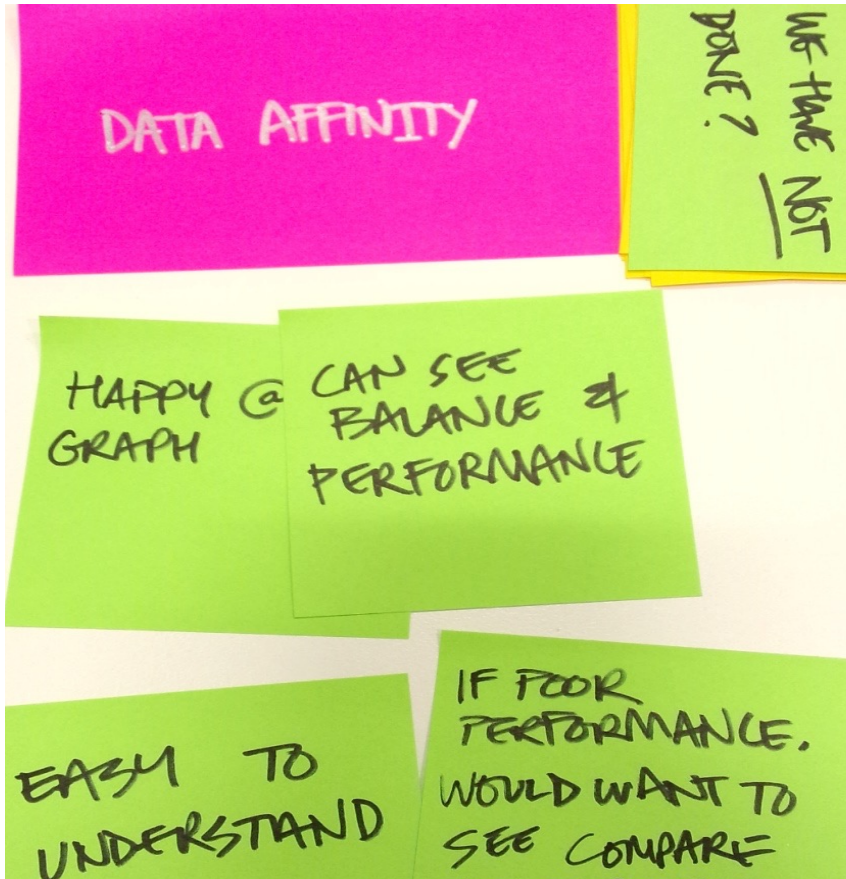 DATA AFFINITY
WE HAVE NOT
DONE?
HAPPY @
GRAPH
CAN SEE
BALANCE &
PERFORMANCE
EASY TO
UNDERSTAND
IF POOR
PERFORMANCE.
WOULD WANT TO
SEE COMPARE